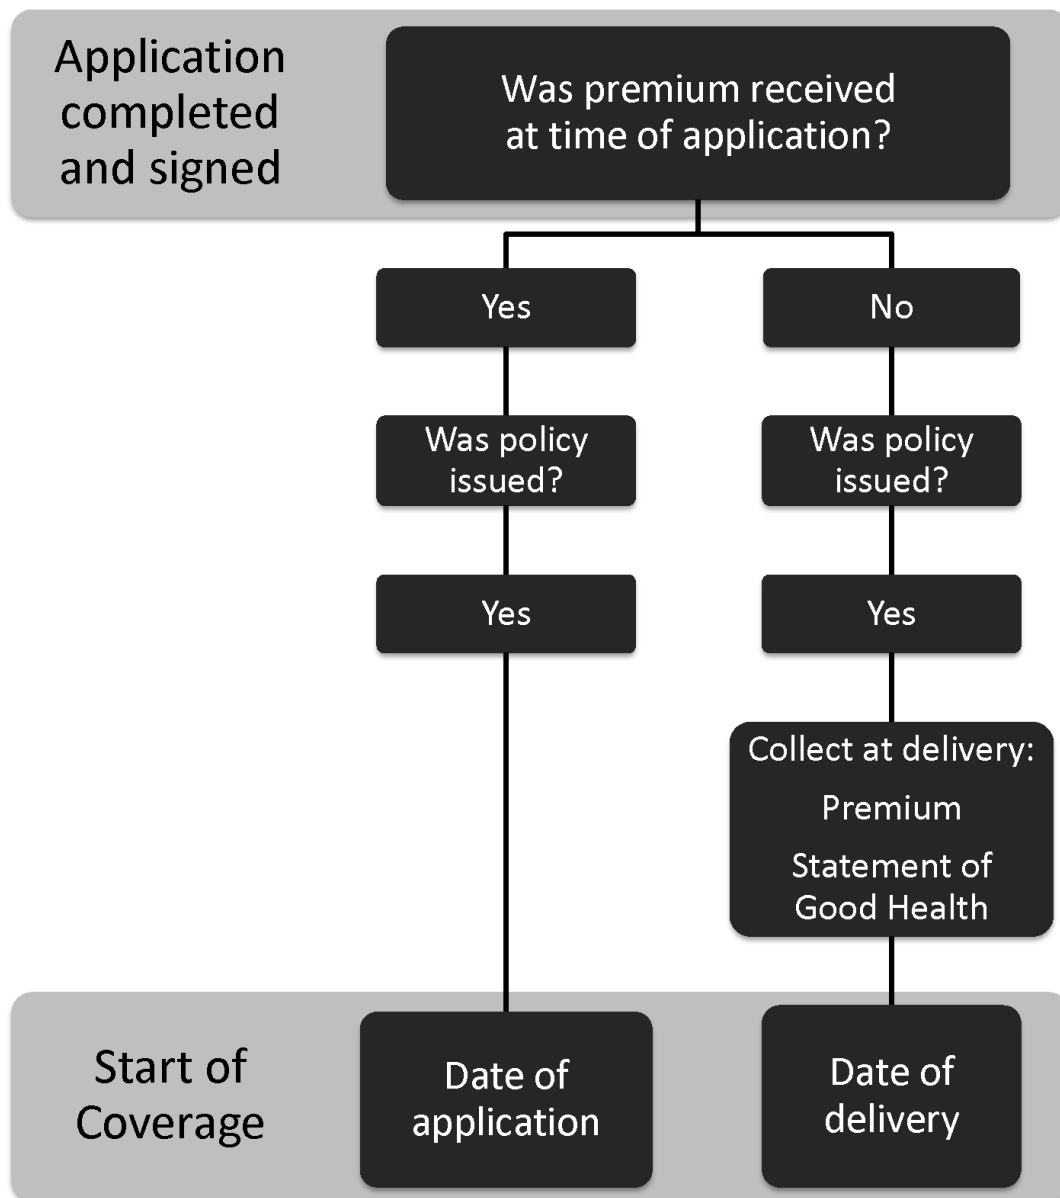 Application
completed
and signed
Was premium received
at time of application?
Yes
No
Was policy
issued?
Was policy
issued?
Yes
Yes
Collect at delivery:
Premium
Statement of
Good Health
Start of
Coverage
Date of
application
Date of
delivery